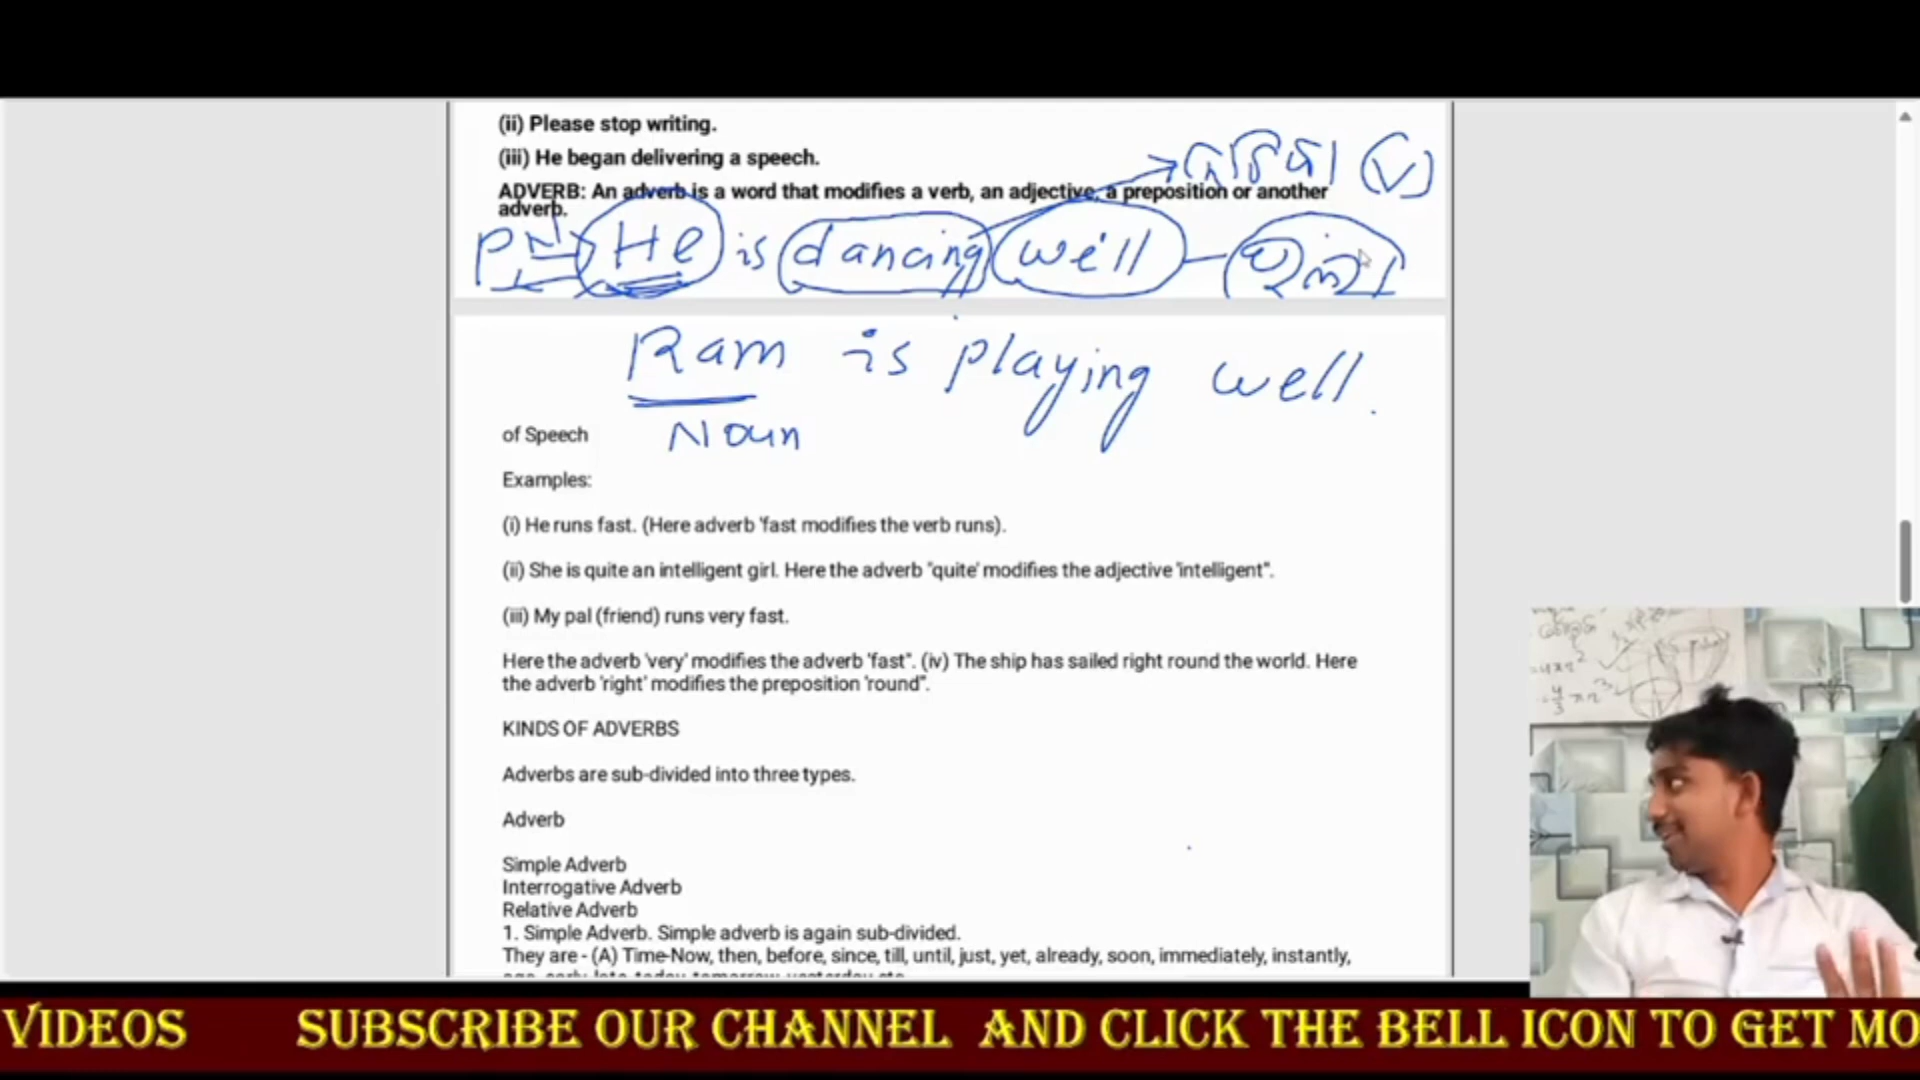 (ii) Please stop writing.
(iii) He began delivering a speech.
(V)
ADVERB: An adverb is a word that modifies a verb, an adjective, a preposition or another
adverb.
PN He is dancing well
Ram is playing well.
Noun
of Speech
Examples:
(i) He runs fast. (Here adverb 'fast modifies the verb runs).
(ii) She is quite an intelligent girl. Here the adverb "quite' modifies the adjective 'intelligent".
(iii) My pal (friend) runs very fast.
Here the adverb 'very' modifies the adverb 'fast". (iv) The ship has sailed right round the world. Here
the adverb 'right' modifies the preposition 'round".
KINDS OF ADVERBS
Adverbs are sub-divided into three types.
Adverb
Simple Adverb
Interrogative Adverb
Relative Adverb
1. Simple Adverb. Simple adverb is again sub-divided.
They are - (A) Time-Now, then, before, since, till, until, just, yet, already, soon, immediately, instantly,
VIDEOS SUBSCRIBE OUR CHANNEL AND CLICK THE BELL ICON TO GET MO